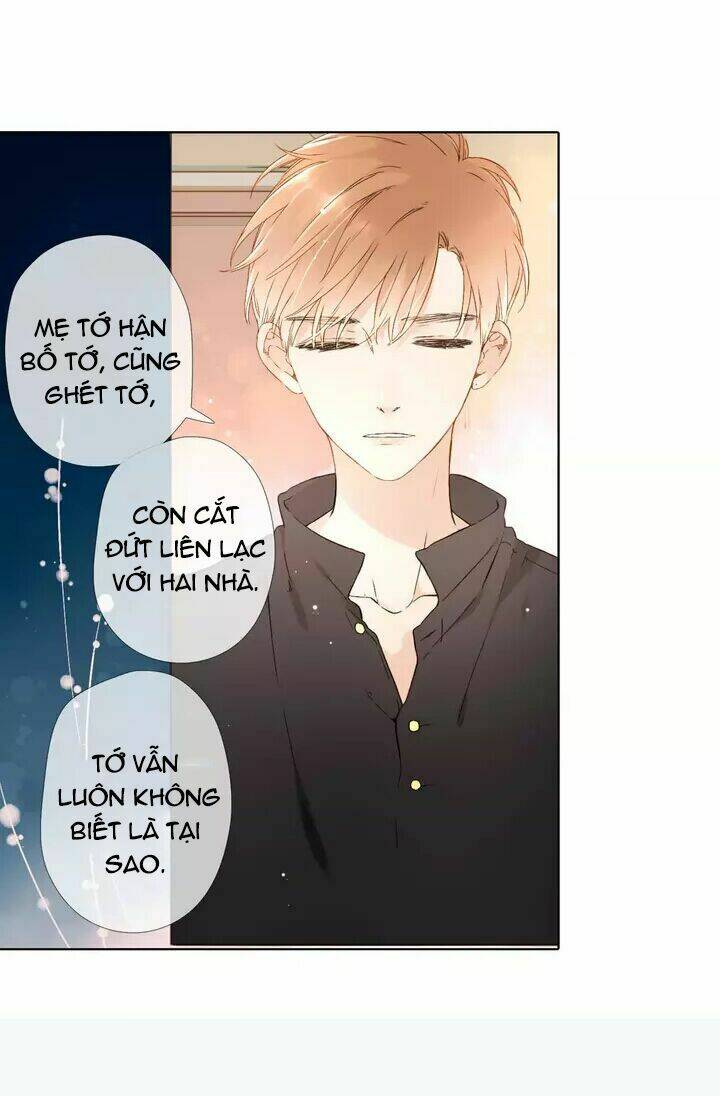 MẸ TỚ HẬN
BỐ TỚ, CŨNG
GHÉT TỚ,
CÒN CẮT
ĐỨT LIÊN LẠC
VỚI HAI NHÀ.
TỚ VẪN
LUÔN KHÔNG
BIẾT LÀ TẠI
SAO.